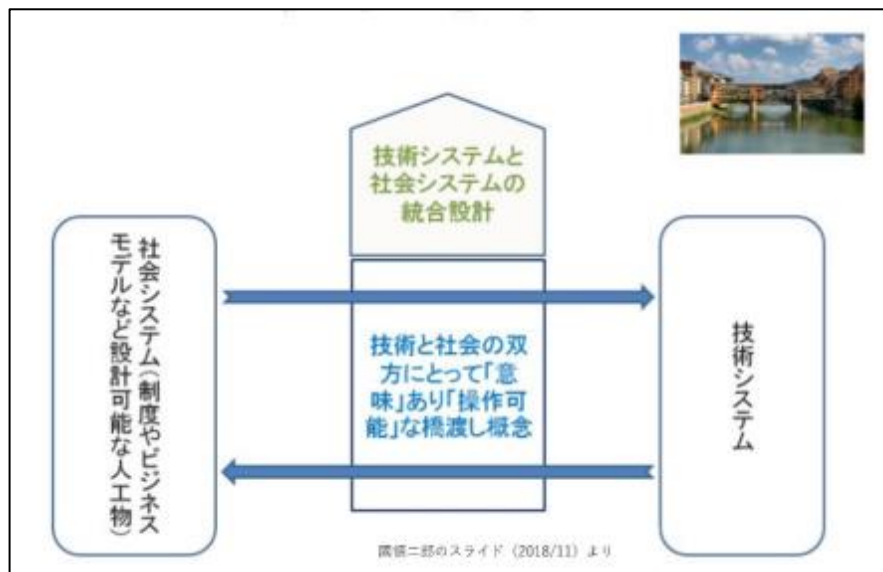 技術システムと
社会システムの
統合設計
社会システム(制度やビジネス
モデルなど設計可能な人工物)
技術と社会の双
方にとって「意
味」あり「操作可
能」な橋渡し概念
技術システム
國領二郎のスライド(2018/11)より